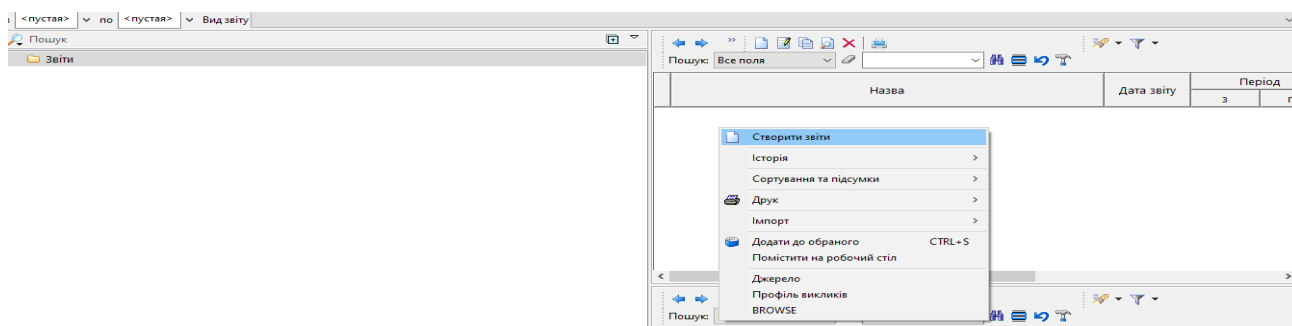 <пустая> по <пустая> Вид звіту
Пошук
Звіти
»
Пошук: Все поля
Назва Дата звіту Період
з
Створити звіти
Історія >
Сортування та підсумки >
Друк >
Імпорт >
Додати до обраного CTRL+S
Помістити на робочий стіл
Джерело
Профіль викликів
BROWSE
Пошук: